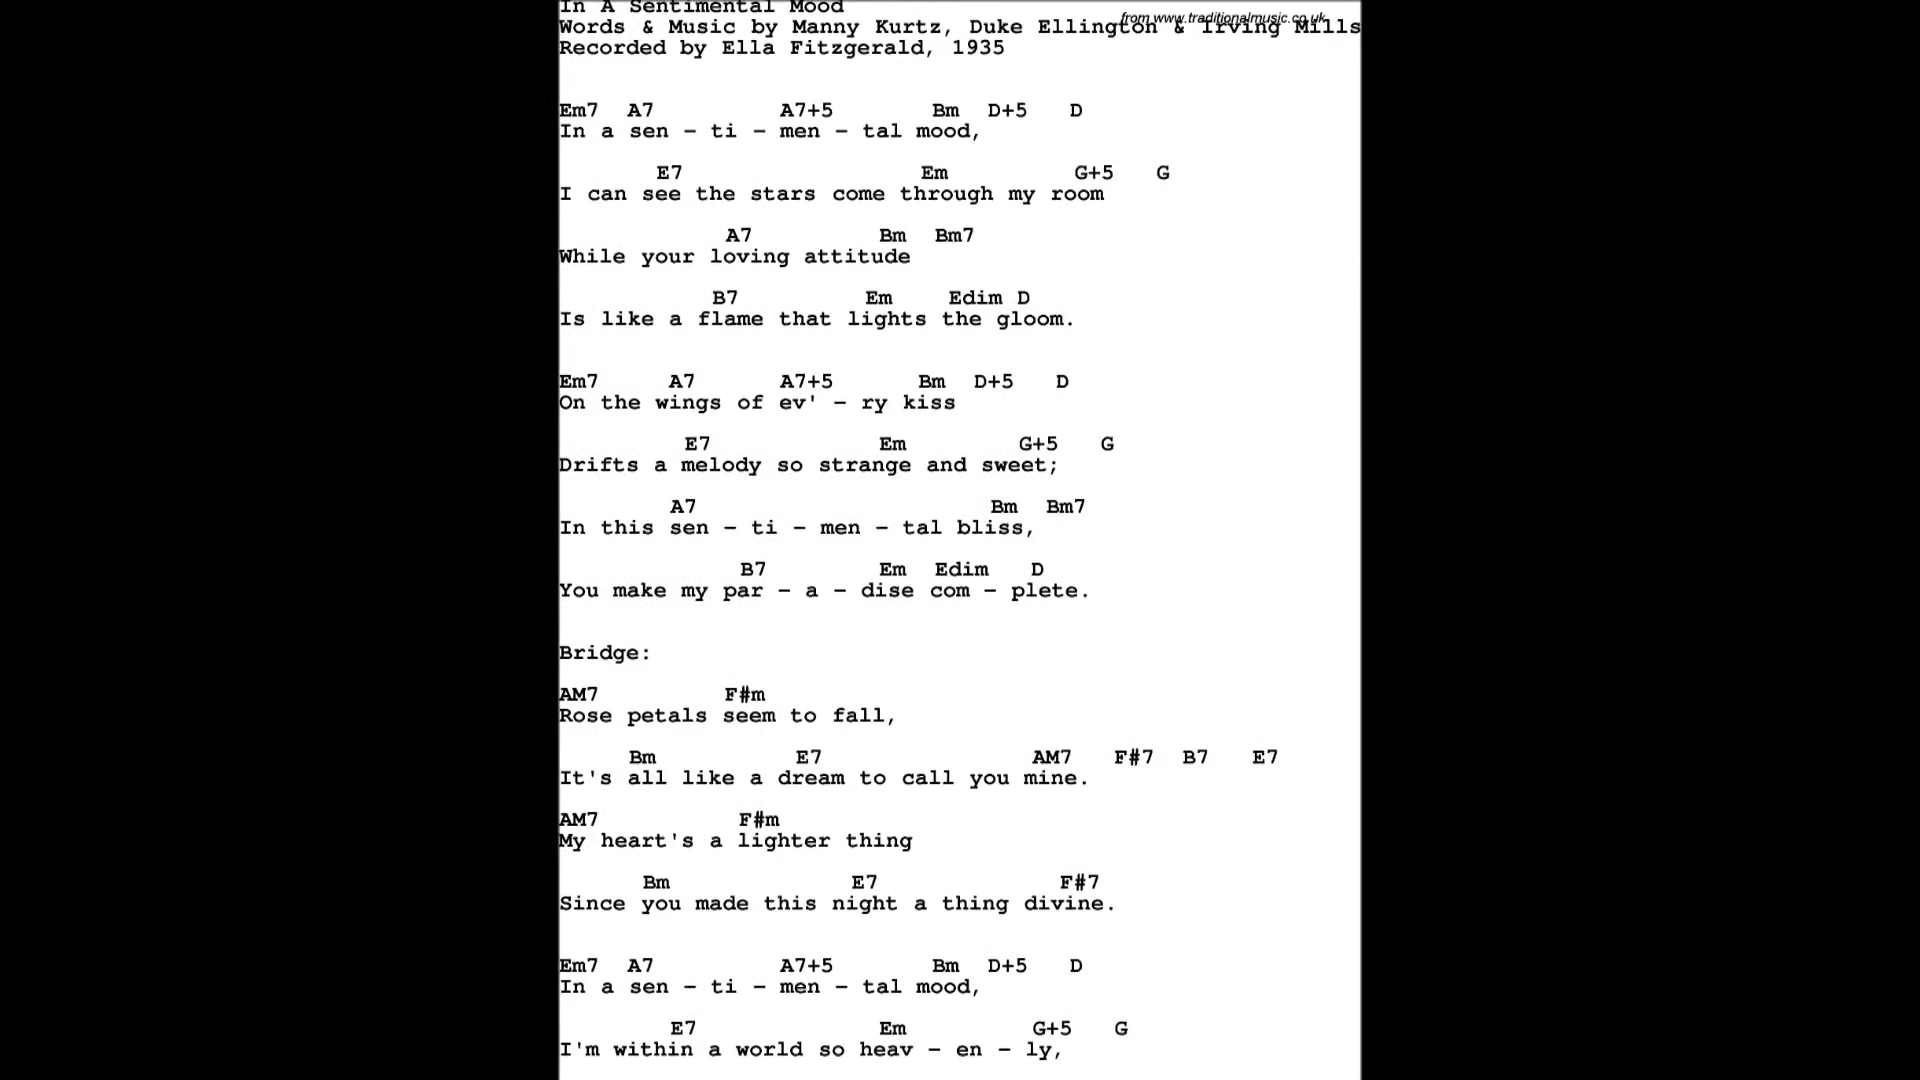 In A Sentimental Mood
from www.traditionalmusic.co.uk
Words & Music by Manny Kurtz, Duke Ellington & Irving Mills
Recorded by Ella Fitzgerald, 1935
Em7 A7 A7+5 Bm D+5 D
In a sen - ti - men - tal mood,
E7 Em G+5 G
I can see the stars come through my room
A7 Bm Bm7
While your loving attitude
B7 Em Edim D
Is like a flame that lights the gloom.
Em7 A7 A7+5 Bm D+5 D
On the wings of ev' - ry kiss
E7 Em G+5 G
Drifts a melody so strange and sweet;
A7 Bm Bm7
In this sen - ti - men - tal bliss,
B7 Em Edim D
You make my par - a - dise com - plete.
Bridge:
AM7 F#m
Rose petals seem to fall,
Bm E7 AM7 F#7 B7 E7
It's all like a dream to call you mine.
AM7 F#m
My heart's a lighter thing
Bm E7 F#7
Since you made this night a thing divine.
Em7 A7 A7+5 Bm D+5 D
In a sen - ti - men - tal mood,
E7 Em G+5 G
I'm within a world so heav - en - ly,